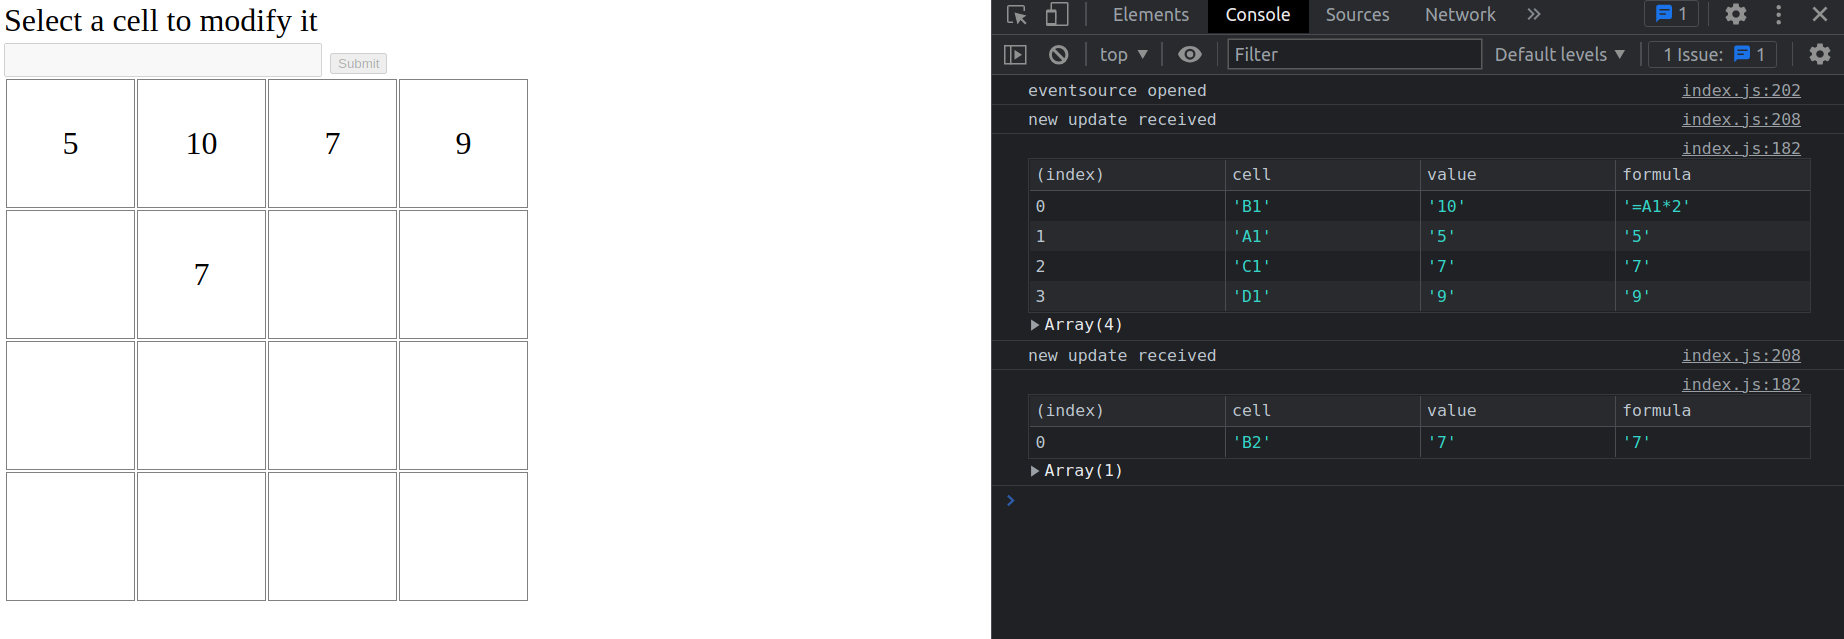 Select a cell to modify it
Submit
5 10 7 9
7
Elements Console Sources Network » 1
top Filter Default levels 1 Issue: 1
eventsource opened index.js:202
new update received index.js:208
index.js:182
(index) cell value formula
0 'B1' '10' '=A1*2'
1 'A1' '5' '5'
2 'C1' '7' '7'
3 'D1' '9' '9'
Array(4)
new update received index.js:208
index.js:182
(index) cell value formula
0 'B2' '7' '7'
Array(1)